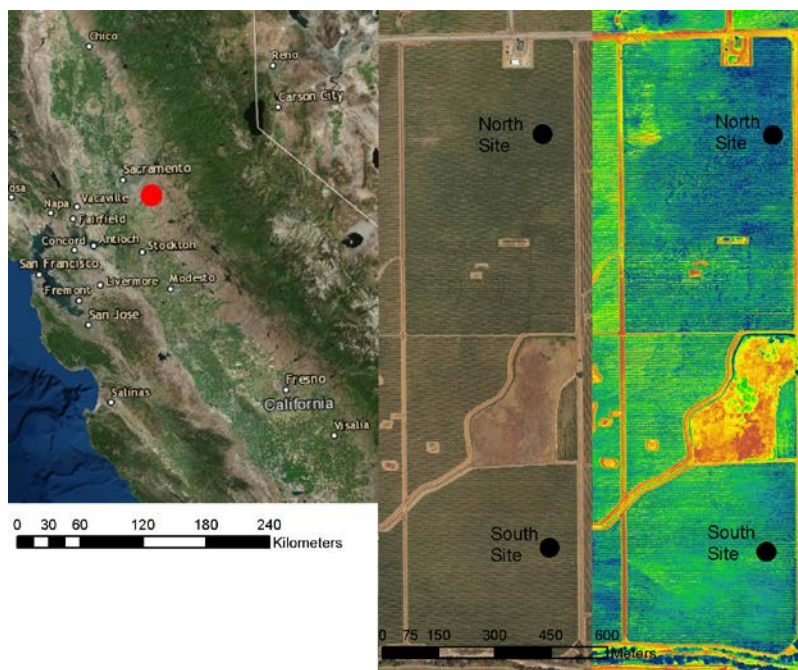 Chico
Reno
Carson City
Sacramento
osa
Napa
Vacaville
Fairfield
Concord
Antioch
Stockton
San Francisco
Livermore
Modesto
Fremont
San Jose
Salinas
Fresno
California
Visalia
0 30 60 120 180 240
Kilometers
North
Site
South
Site
0 75 150 300 450 600
Meters
North
Site
South
Site